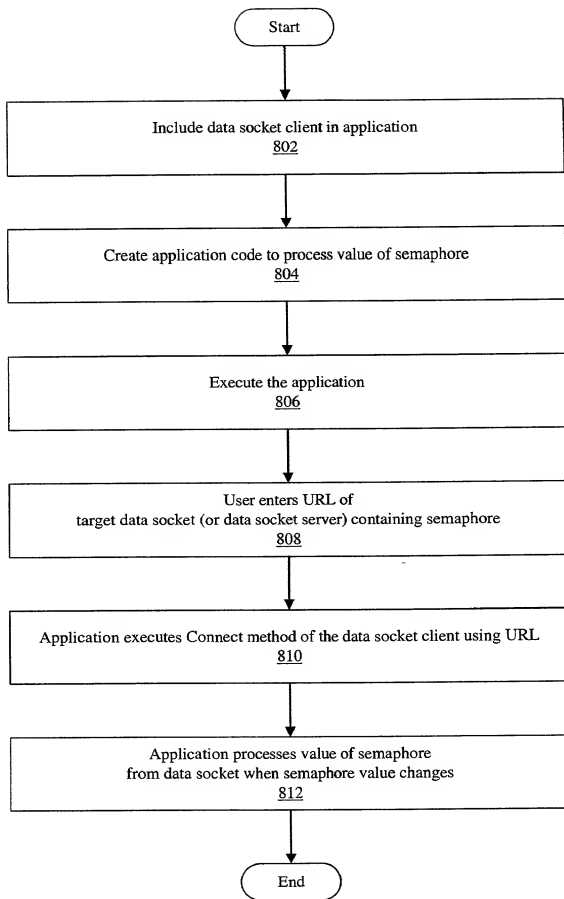 Start
Include data socket client in application
802
Create application code to process value of semaphore
804
Execute the application
806
User enters URL of
target data socket (or data socket server) containing semaphore
808
Application executes Connect method of the data socket client using URL
810
Application processes value of semaphore
from data socket when semaphore value changes
812
End